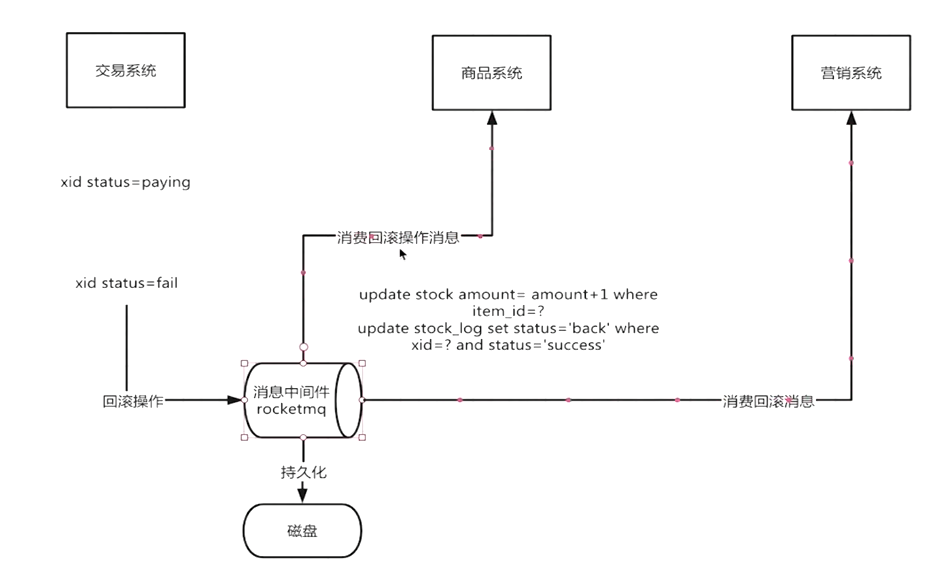 交易系统
商品系统
营销系统
xid status=paying
消费回滚操作消息
xid status=fail
update stock amount= amount+1 where
item_id=?
update stock_log set status='back' where
xid=? and status='success'
回滚操作
消息中间件
rocketmq
消费回滚消息
持久化
磁盘